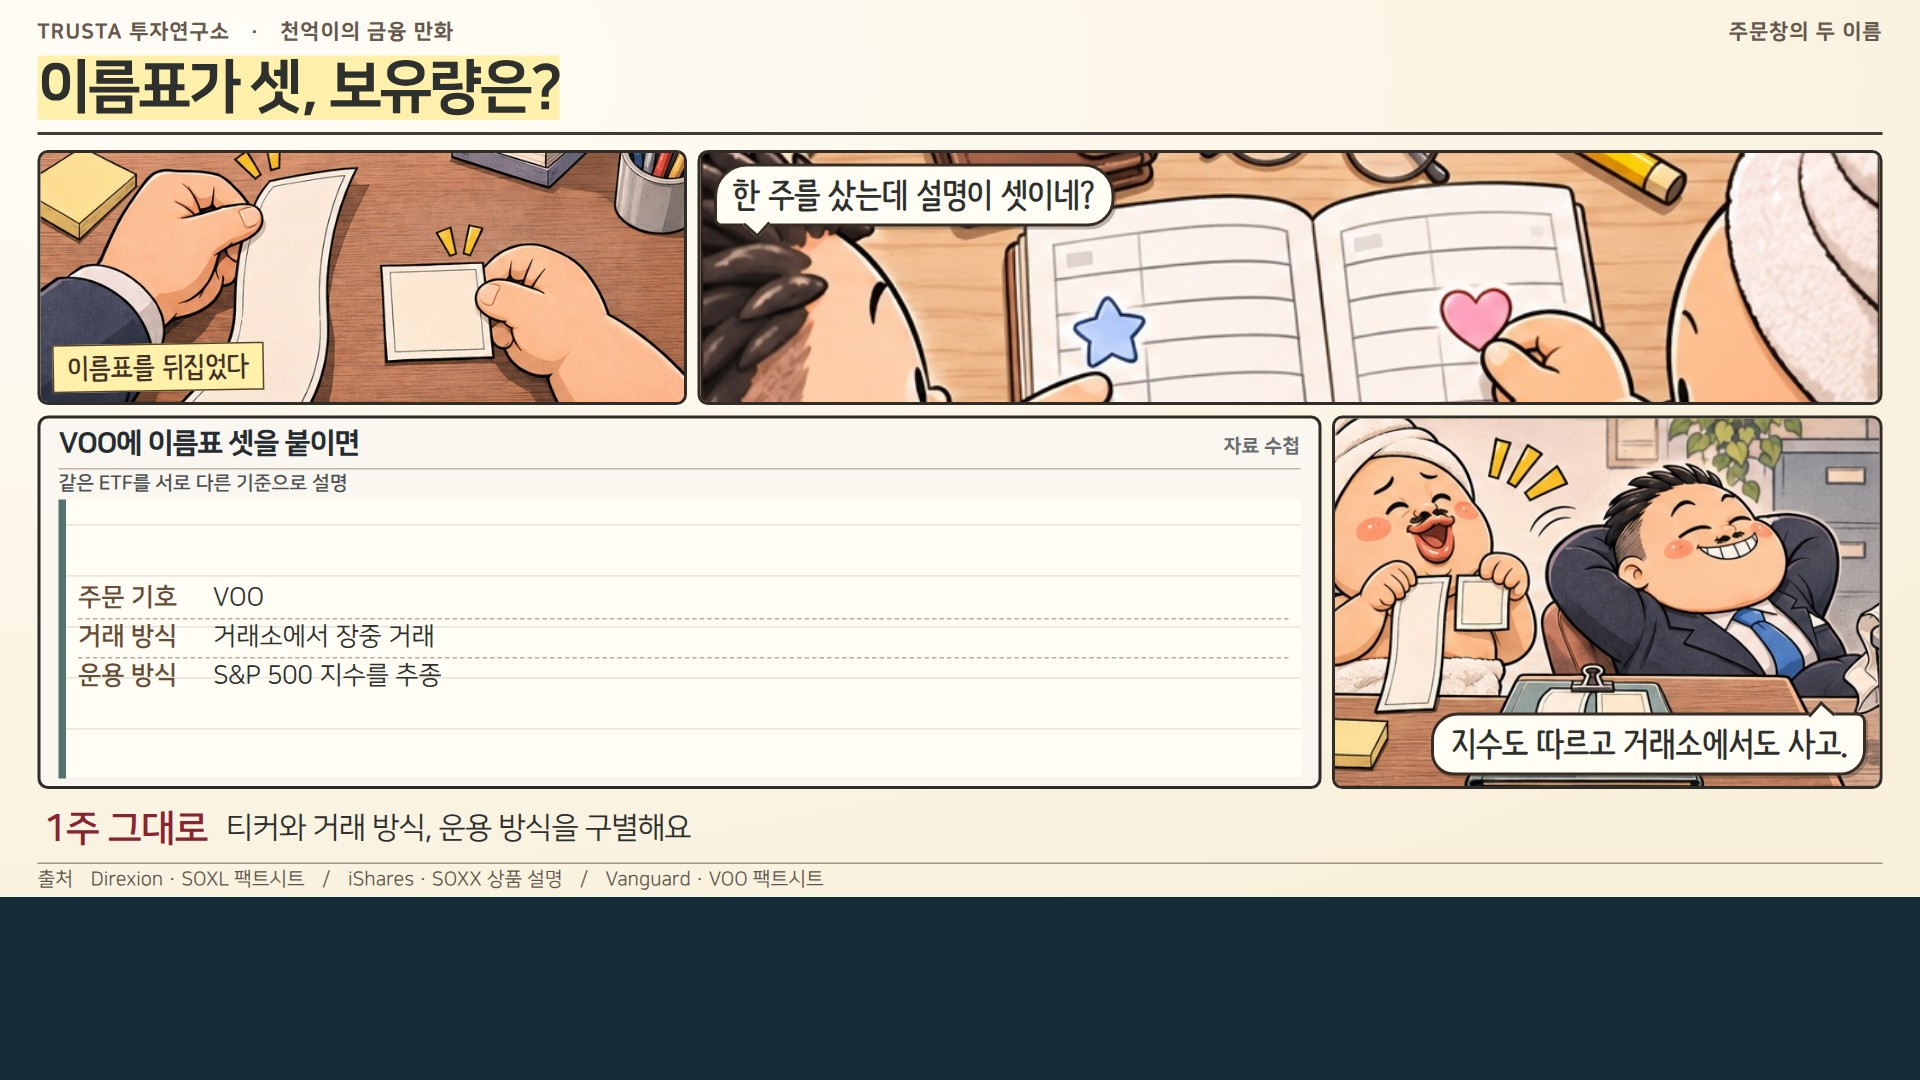 TRUSTA 투자연구소 · 천억이의 금융 만화
주문창의 두 이름
이름표가 셋, 보유량은?
이름표를 뒤집었다
한 주를 샀는데 설명이 셋이네?
VOO에 이름표 셋을 붙이면
자료 수첩
같은 ETF를 서로 다른 기준으로 설명
주문 기호 VOO
거래 방식 거래소에서 장중 거래
운용 방식 S&P 500 지수를 추종
지수도 따르고 거래소에서도 사고.
1주 그대로 티커와 거래 방식, 운용 방식을 구별해요
출처 Direxion · SOXL 팩트시트 / iShares · SOXX 상품 설명 / Vanguard · VOO 팩트시트